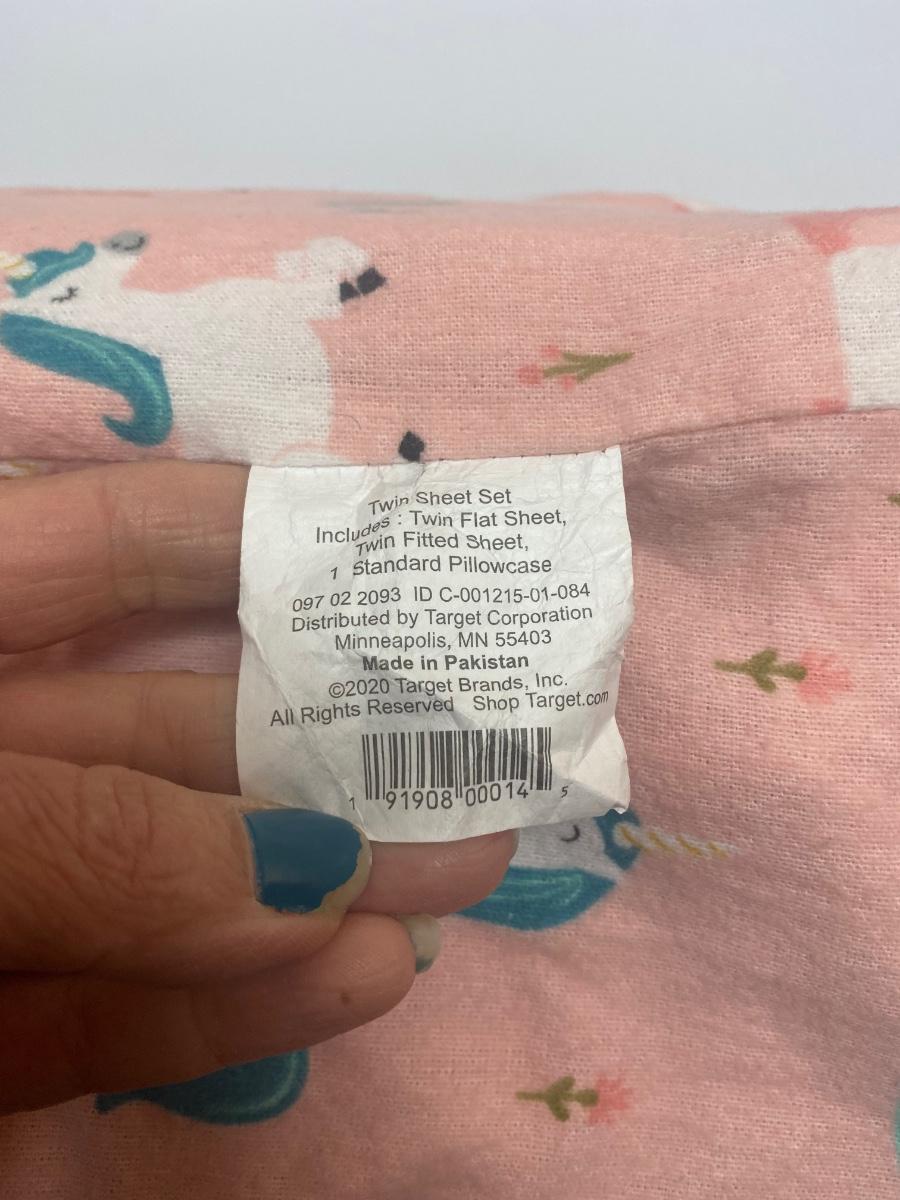 Twin Sheet Set
Includes : Twin Flat Sheet,
Twin Fitted Sheet,
1 Standard Pillowcase
097 02 2093 ID C-001215-01-084
Distributed by Target Corporation
Minneapolis, MN 55403
Made in Pakistan
©2020 Target Brands, Inc.
All Rights Reserved Shop Target.com
1 91908 00014 5